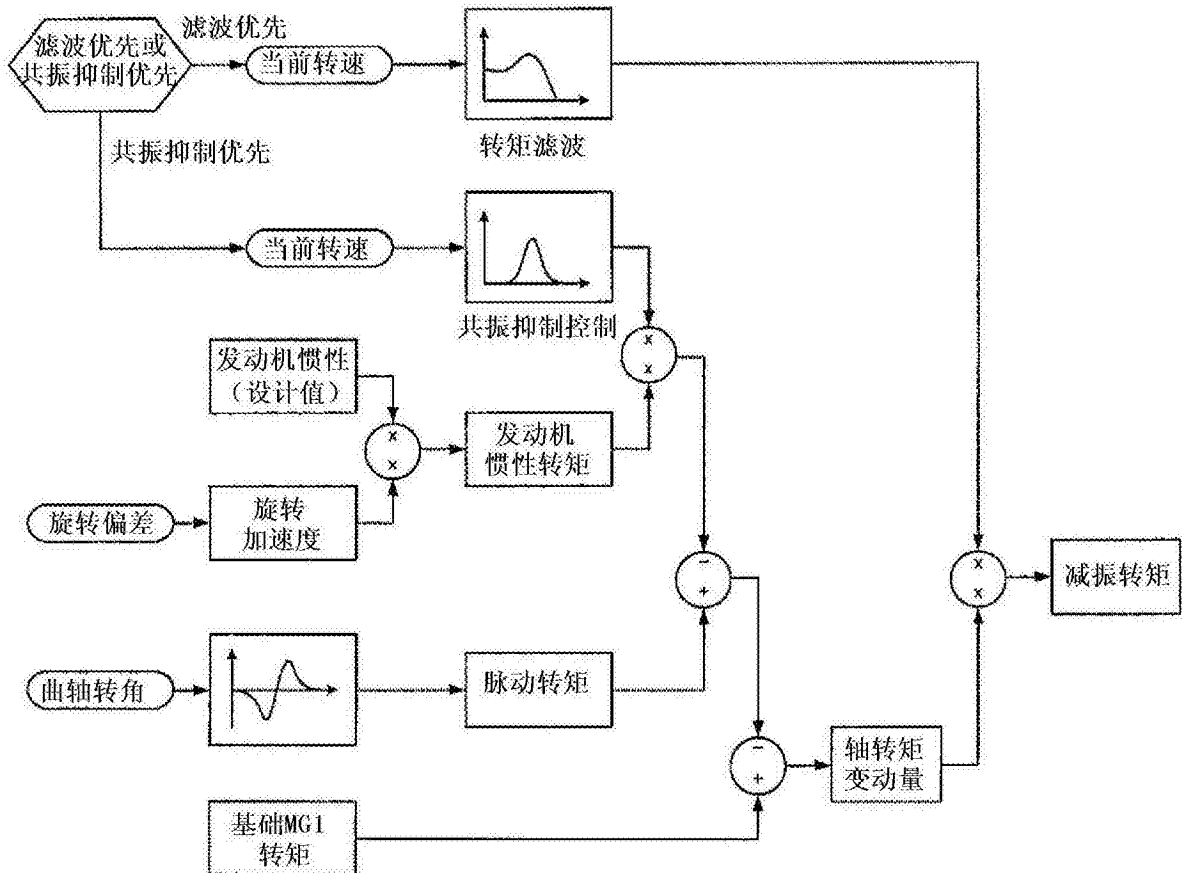 滤波优先或
共振抑制优先
滤波优先
当前转速
转矩滤波
共振抑制优先
当前转速
共振抑制控制
x
x
发动机惯性
（设计值）
x
x
发动机
惯性转矩
旋转偏差
旋转
加速度
-
+
x
x
减振转矩
曲轴转角
脉动转矩
-
+
轴转矩
变动量
基础MG1
转矩